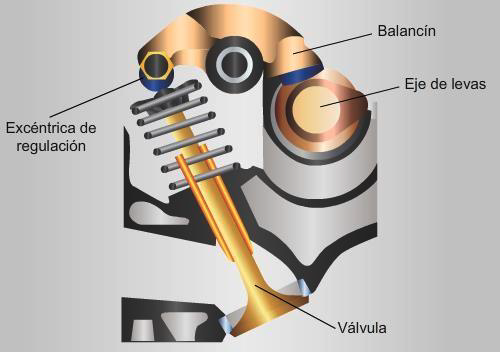 Balancín
Eje de levas
Excéntrica de
regulación
Válvula